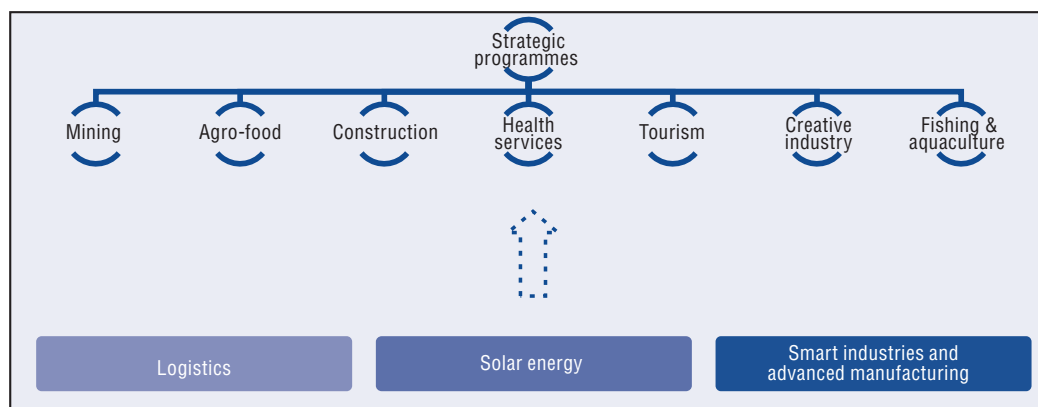 Strategic
programmes
Mining
Agro-food
Construction
Health
services
Tourism
Creative
industry
Fishing &
aquaculture
Logistics
Solar energy
Smart industries and
advanced manufacturing